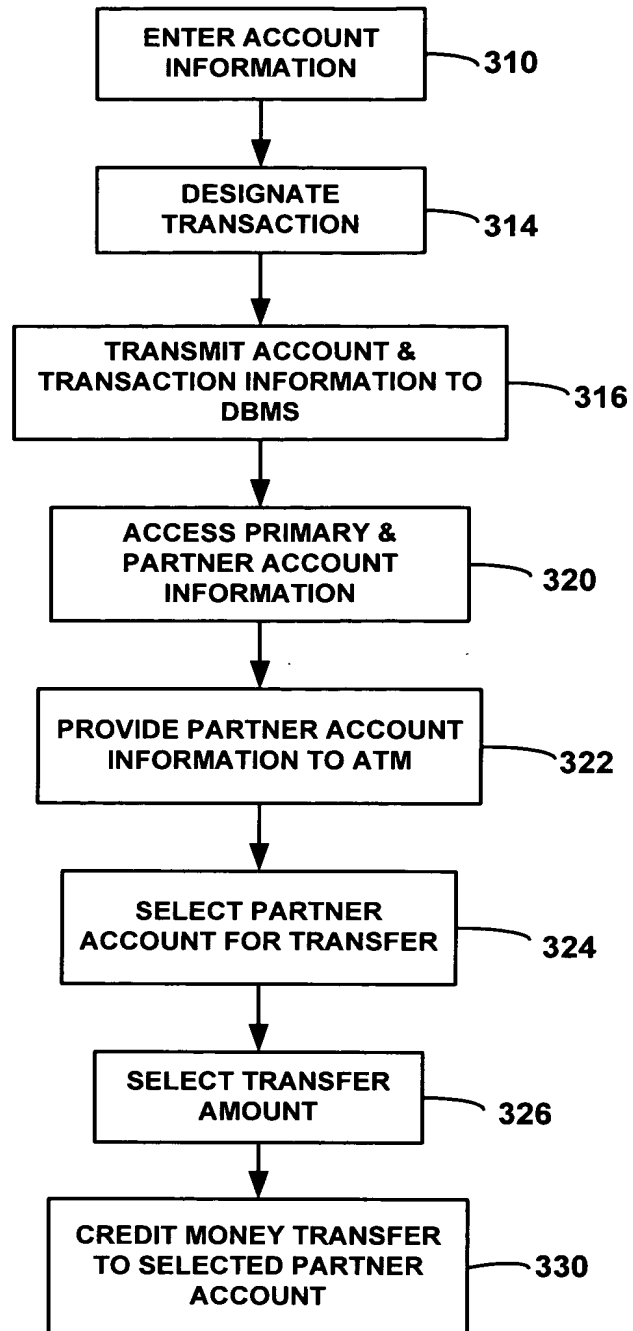 ENTER ACCOUNT
INFORMATION
310
DESIGNATE
TRANSACTION
314
TRANSMIT ACCOUNT &
TRANSACTION INFORMATION TO
DBMS
316
ACCESS PRIMARY &
PARTNER ACCOUNT
INFORMATION
320
PROVIDE PARTNER ACCOUNT
INFORMATION TO ATM
322
SELECT PARTNER
ACCOUNT FOR TRANSFER
324
SELECT TRANSFER
AMOUNT
326
CREDIT MONEY TRANSFER
TO SELECTED PARTNER
ACCOUNT
330